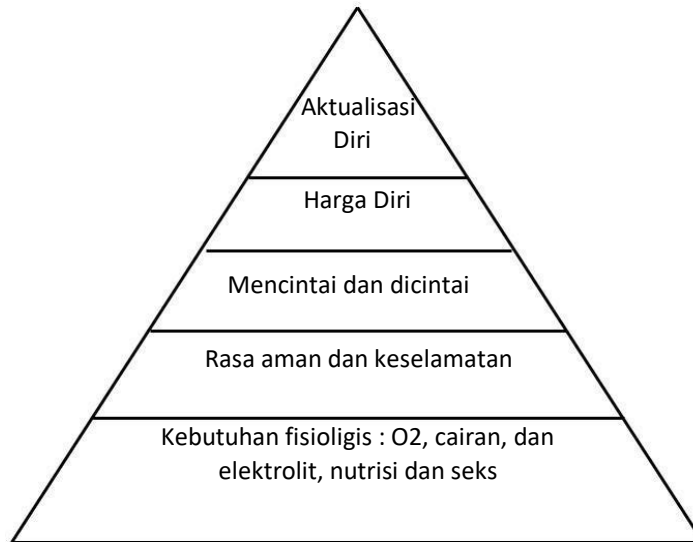 Aktualisasi
Diri
Harga Diri
Mencintai dan dicintai
Rasa aman dan keselamatan
Kebutuhan fisioligis : O2, cairan, dan
elektrolit, nutrisi dan seks